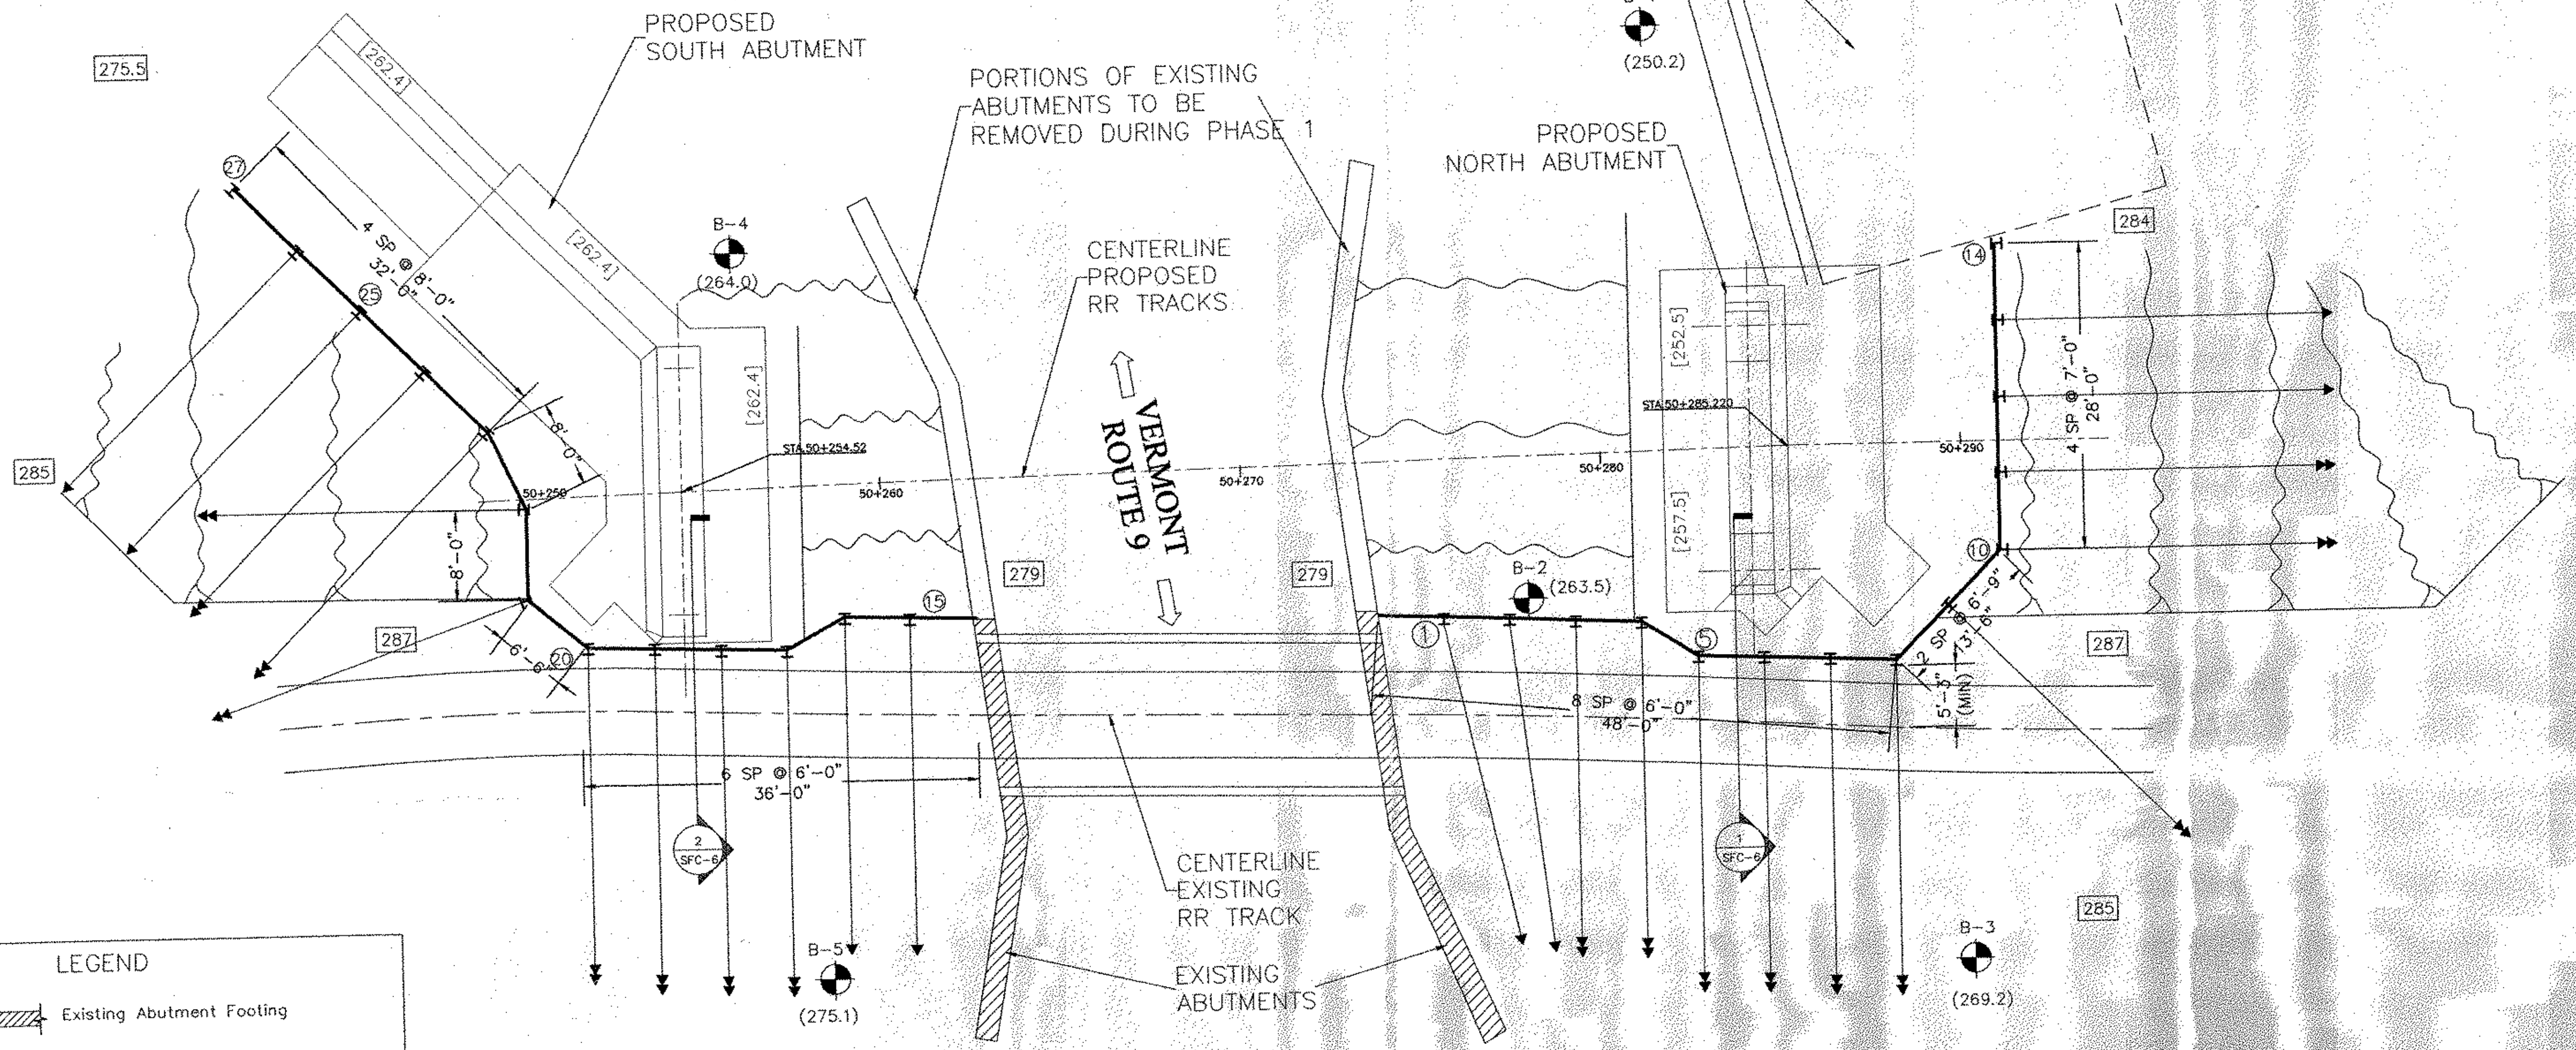 PROPOSED
SOUTH ABUTMENT
275.5
[262.4]
PORTIONS OF EXISTING
ABUTMENTS TO BE
REMOVED DURING PHASE 1
(250.2)
PROPOSED
NORTH ABUTMENT
27
4 SP @ 8'-0"
32'-0"
25
B-4
(264.0)
[262.4]
CENTERLINE
PROPOSED
RR TRACKS
284
14
[252.5]
4 SP @ 7'-0"
28'-0"
[262.4]
STA.50+254.52
STA.50+285.220
VERMONT
ROUTE 9
285
8'-0"
50+250
50+260
50+270
50+280
50+290
[257.5]
8'-0"
279
279
B-2
(263.5)
10
15
1
5
2 SP @ 6'-9"
13'-6"
287
287
20
6'-6"
5'-3"
(MIN)
8 SP @ 6'-0"
48'-0"
6 SP @ 6'-0"
36'-0"
2
SFC-6
1
SFC-6
CENTERLINE
EXISTING
RR TRACK
285
B-5
(275.1)
B-3
(269.2)
EXISTING
ABUTMENTS
LEGEND
Existing Abutment Footing